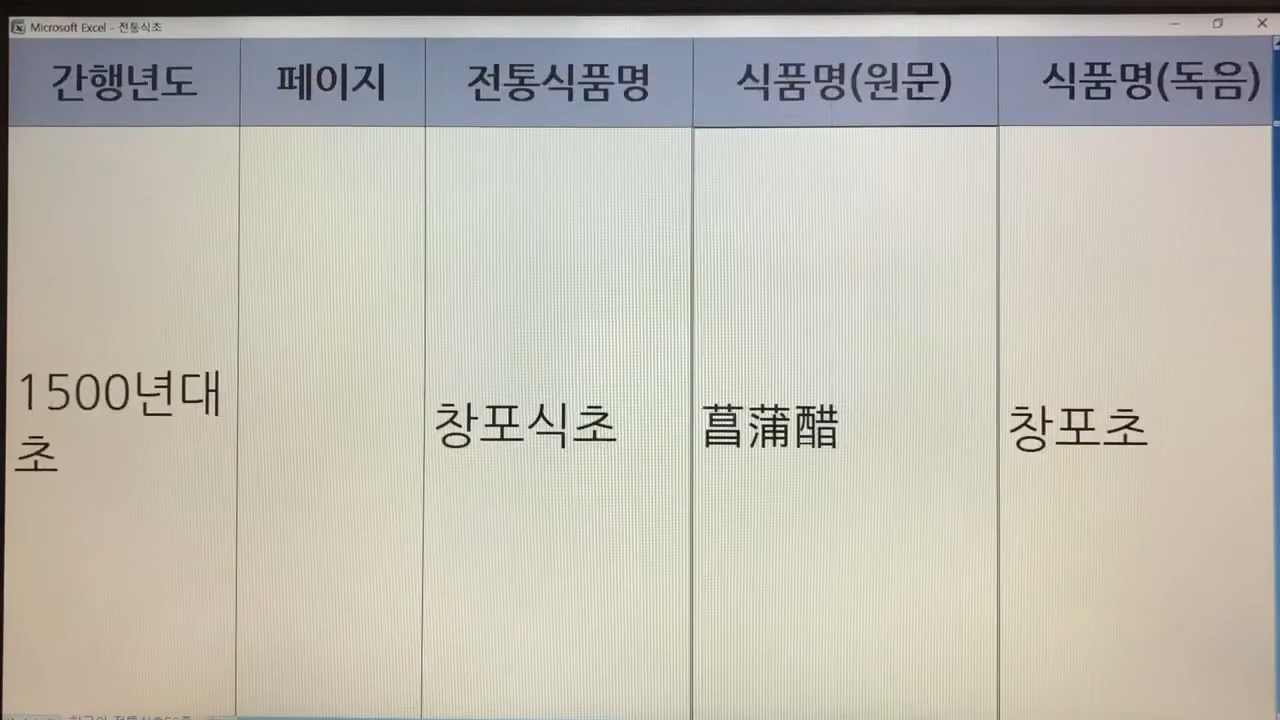 Microsoft Excel - 전통식초
간행년도 페이지 전통식품명 식품명(원문) 식품명(독음)
1500년대
초
창포식초 菖蒲醋 창포초